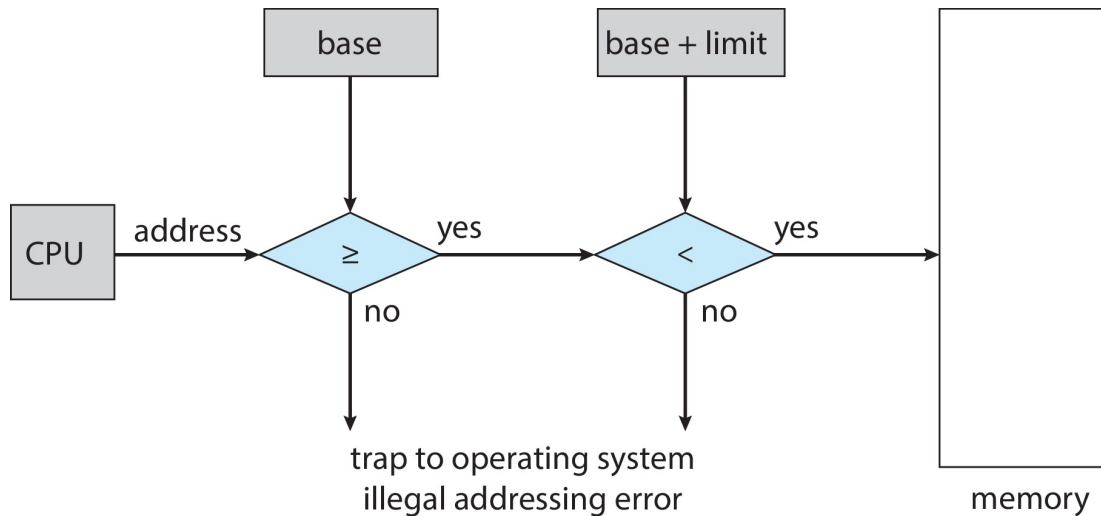 base
base + limit
CPU
address
≥
yes
<
yes
no
no
trap to operating system
illegal addressing error
memory